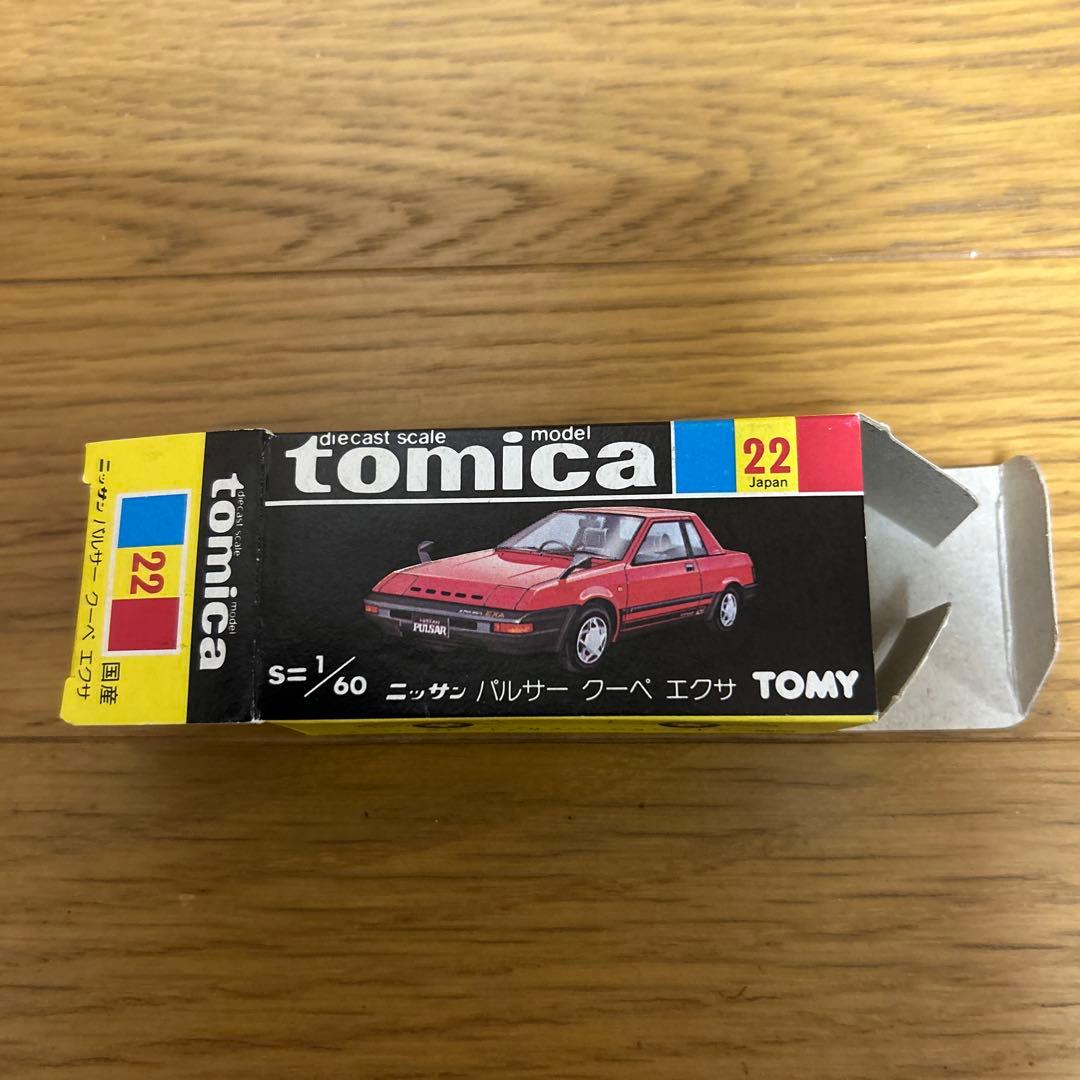 diecast scale model
tomica
22
Japan
PULSAR
EXA
S=1/60
ニッサン パルサー クーペ エクサ
TOMY
diecast scale model
tomica
22
国産
ニッサン パルサー クーペ エクサ